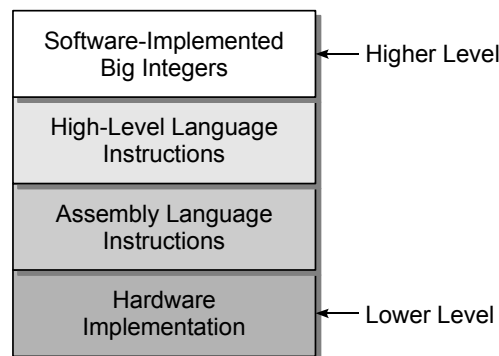 Software-Implemented
Big Integers
Higher Level
High-Level Language
Instructions
Assembly Language
Instructions
Hardware
Implementation
Lower Level